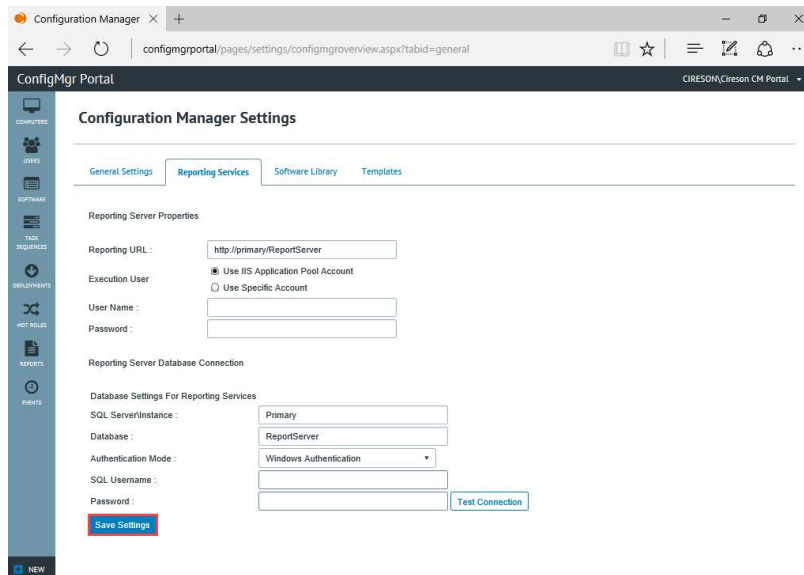 Configuration Manager
configmgrportal/pages/settings/configmgroverview.aspx?tabid=general
ConfigMgr Portal
CIRESON\Cireson CM Portal
COMPUTERS
USERS
SOFTWARE
TASK
SEQUENCES
DEPLOYMENTS
MDT ROLES
REPORTS
EVENTS
NEW
Configuration Manager Settings
General Settings
Reporting Services
Software Library
Templates
Reporting Server Properties
Reporting URL :
http://primary/ReportServer
Execution User
Use IIS Application Pool Account
Use Specific Account
User Name :
Password :
Reporting Server Database Connection
Database Settings For Reporting Services
SQL Server\Instance :
Primary
Database :
ReportServer
Authentication Mode :
Windows Authentication
SQL Username :
Password :
Test Connection
Save Settings